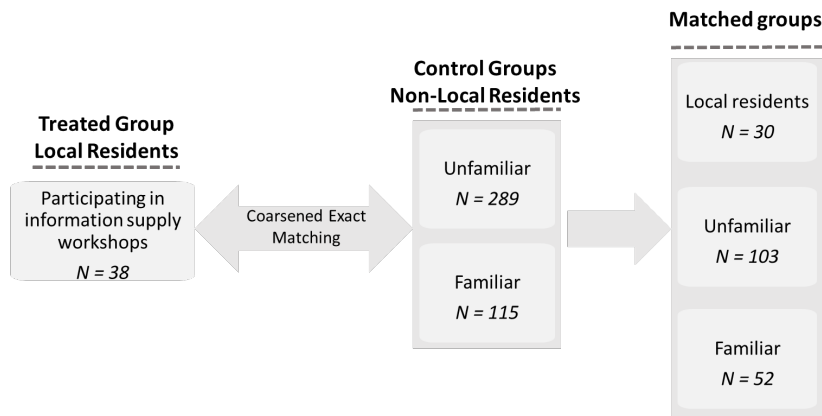 Treated Group
Local Residents
Participating in
information supply
workshops
N = 38
Coarsened Exact
Matching
Control Groups
Non-Local Residents
Unfamiliar
N = 289
Familiar
N = 115
Matched groups
Local residents
N = 30
Unfamiliar
N = 103
Familiar
N = 52